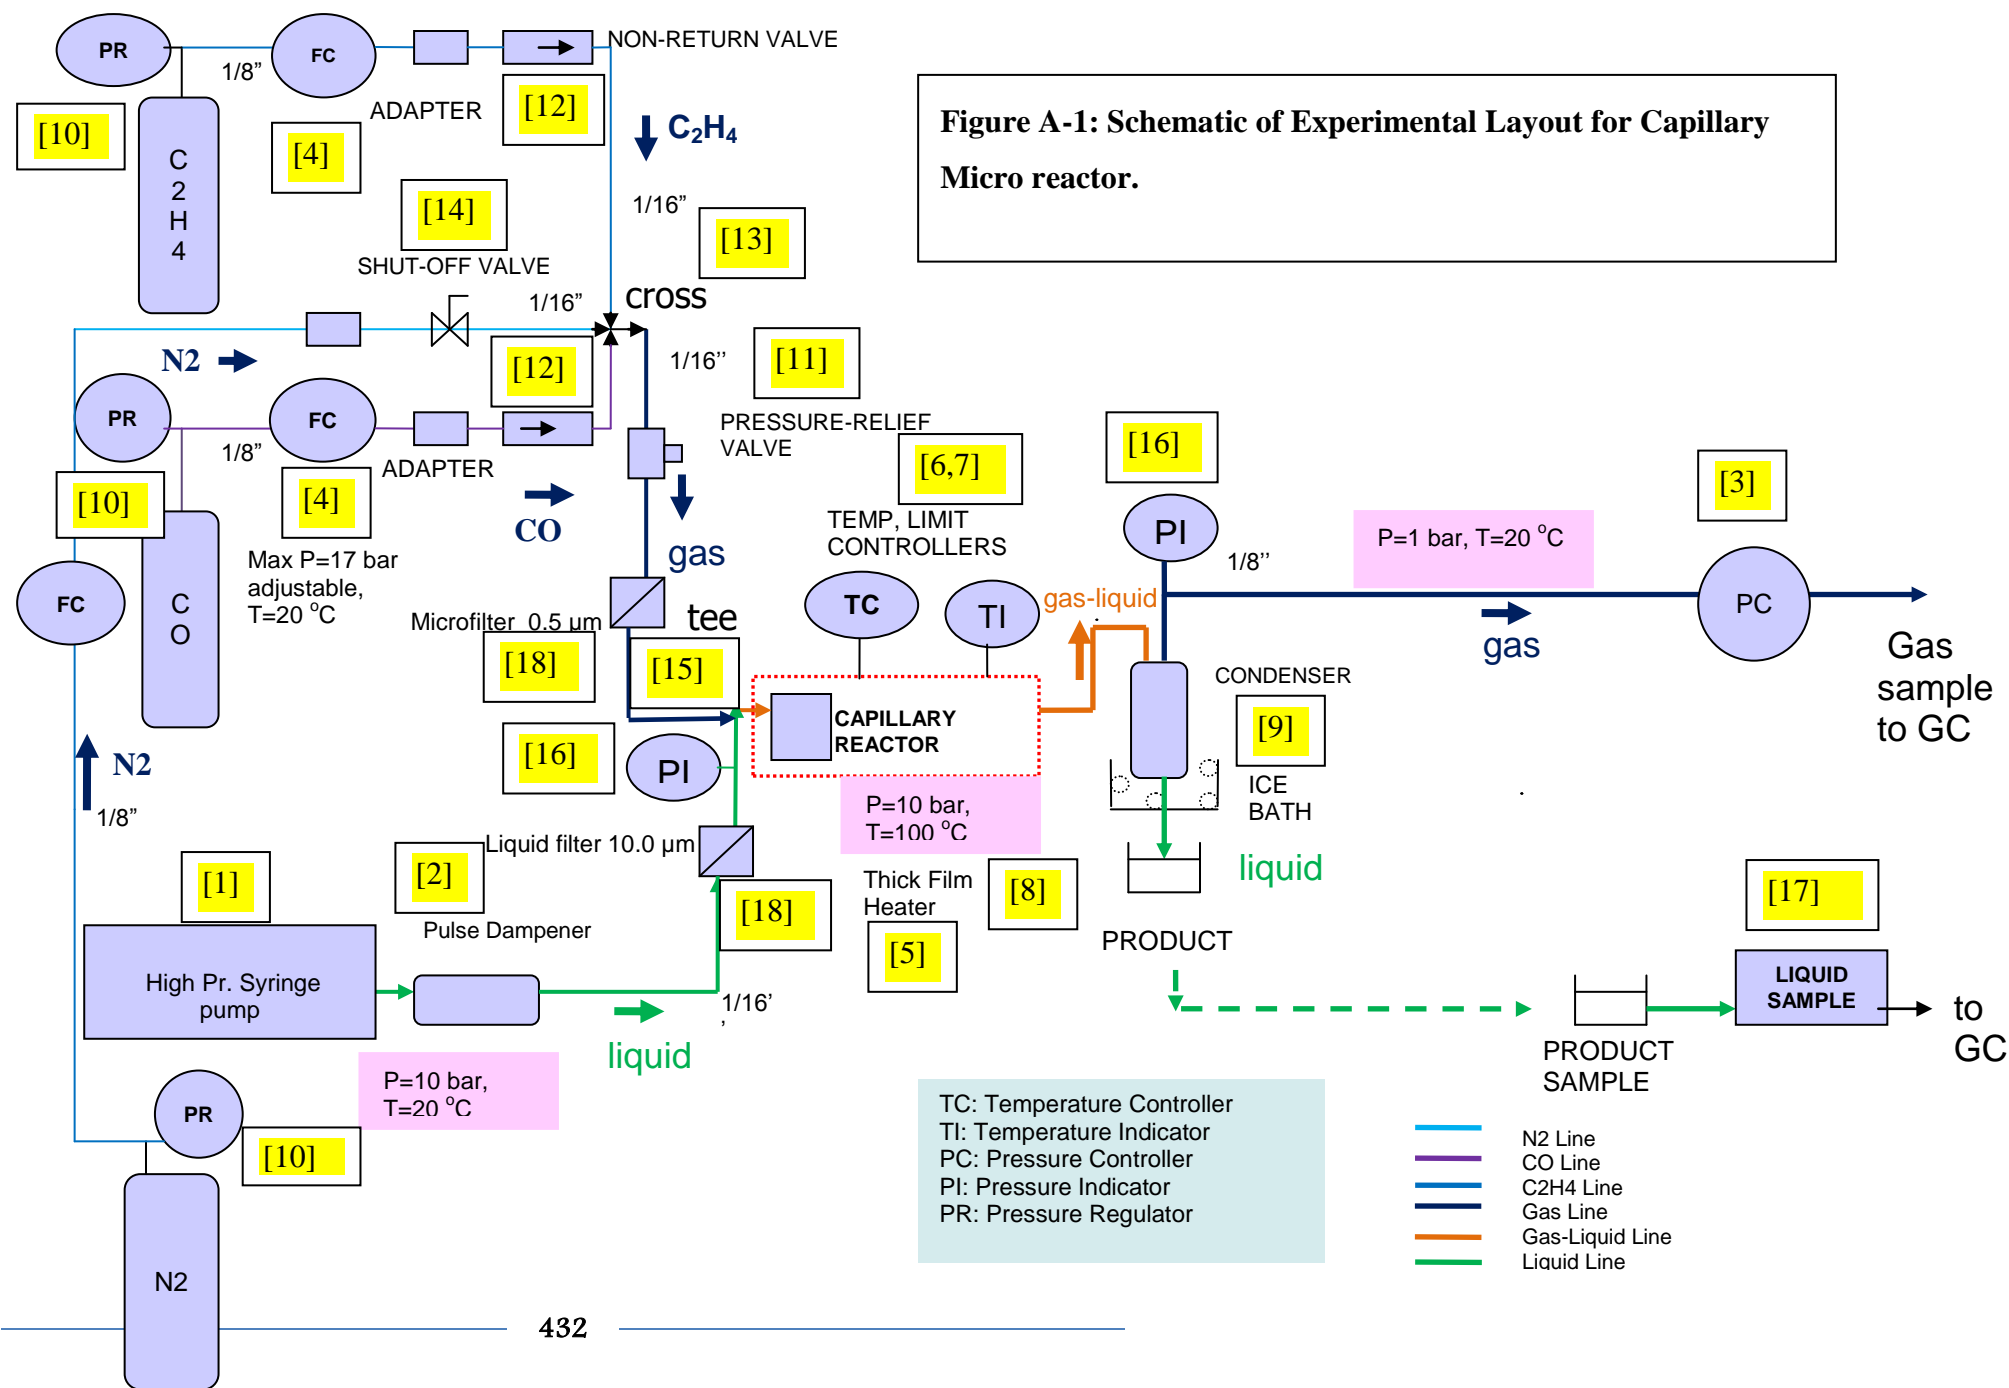 PR
1/8”
FC
NON-RETURN VALVE
[10]
ADAPTER
[12]
[4]
C
2
H
4
C2H4
Figure A-1: Schematic of Experimental Layout for Capillary
Micro reactor.
[14]
SHUT-OFF VALVE
1/16”
[13]
1/16”
cross
N2
[12]
1/16’’
[11]
PRESSURE-RELIEF
VALVE
PR
1/8”
FC
ADAPTER
[10]
[4]
CO
gas
Max P=17 bar
adjustable,
T=20 oC
FC
C
O
[6,7]
TEMP, LIMIT
CONTROLLERS
[16]
PI
1/8’’
P=1 bar, T=20 oC
[3]
PC
gas
Gas
sample
to GC
Microfilter 0.5 µm
tee
[18]
[15]
TC
TI
gas-liquid
CAPILLARY
REACTOR
CONDENSER
[9]
ICE
BATH
[16]
PI
N2
1/8”
P=10 bar,
T=100 oC
Liquid filter 10.0 µm
[1]
[2]
Pulse Dampener
[18]
Thick Film
Heater
[8]
[5]
liquid
[17]
PRODUCT
High Pr. Syringe
pump
1/16’
’
liquid
LIQUID
SAMPLE
to
GC
PRODUCT
SAMPLE
P=10 bar,
T=20 oC
PR
[10]
N2
TC: Temperature Controller
TI: Temperature Indicator
PC: Pressure Controller
PI: Pressure Indicator
PR: Pressure Regulator
N2 Line
CO Line
C2H4 Line
Gas Line
Gas-Liquid Line
Liquid Line
432